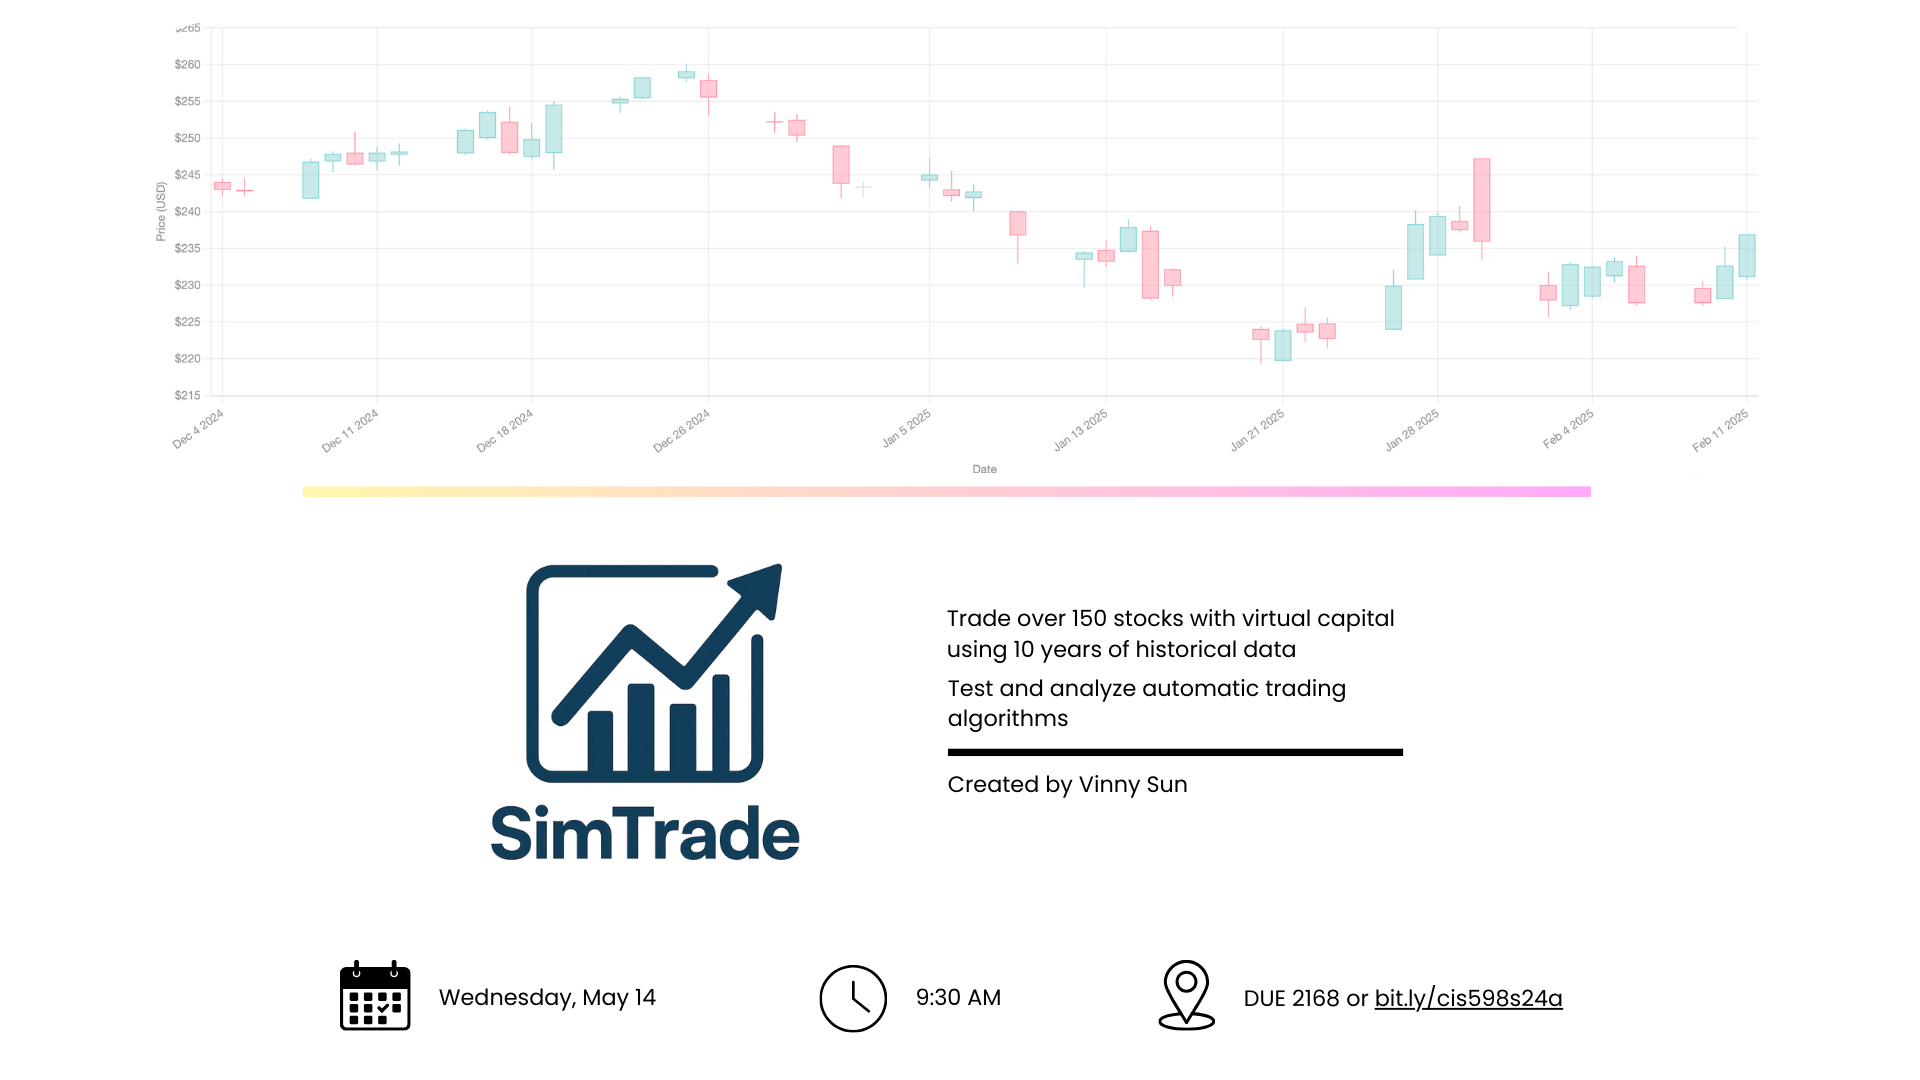 $265
$260
$255
$250
$245
$240
$235
$230
$225
$220
$215
Price (USD)
Dec 4 2024
Dec 11 2024
Dec 18 2024
Dec 26 2024
Jan 5 2025
Jan 13 2025
Jan 21 2025
Jan 28 2025
Feb 4 2025
Feb 11 2025
Date
SimTrade
Trade over 150 stocks with virtual capital
using 10 years of historical data
Test and analyze automatic trading
algorithms
Created by Vinny Sun
Wednesday, May 14
9:30 AM
DUE 2168 or bit.ly/cis598s24a